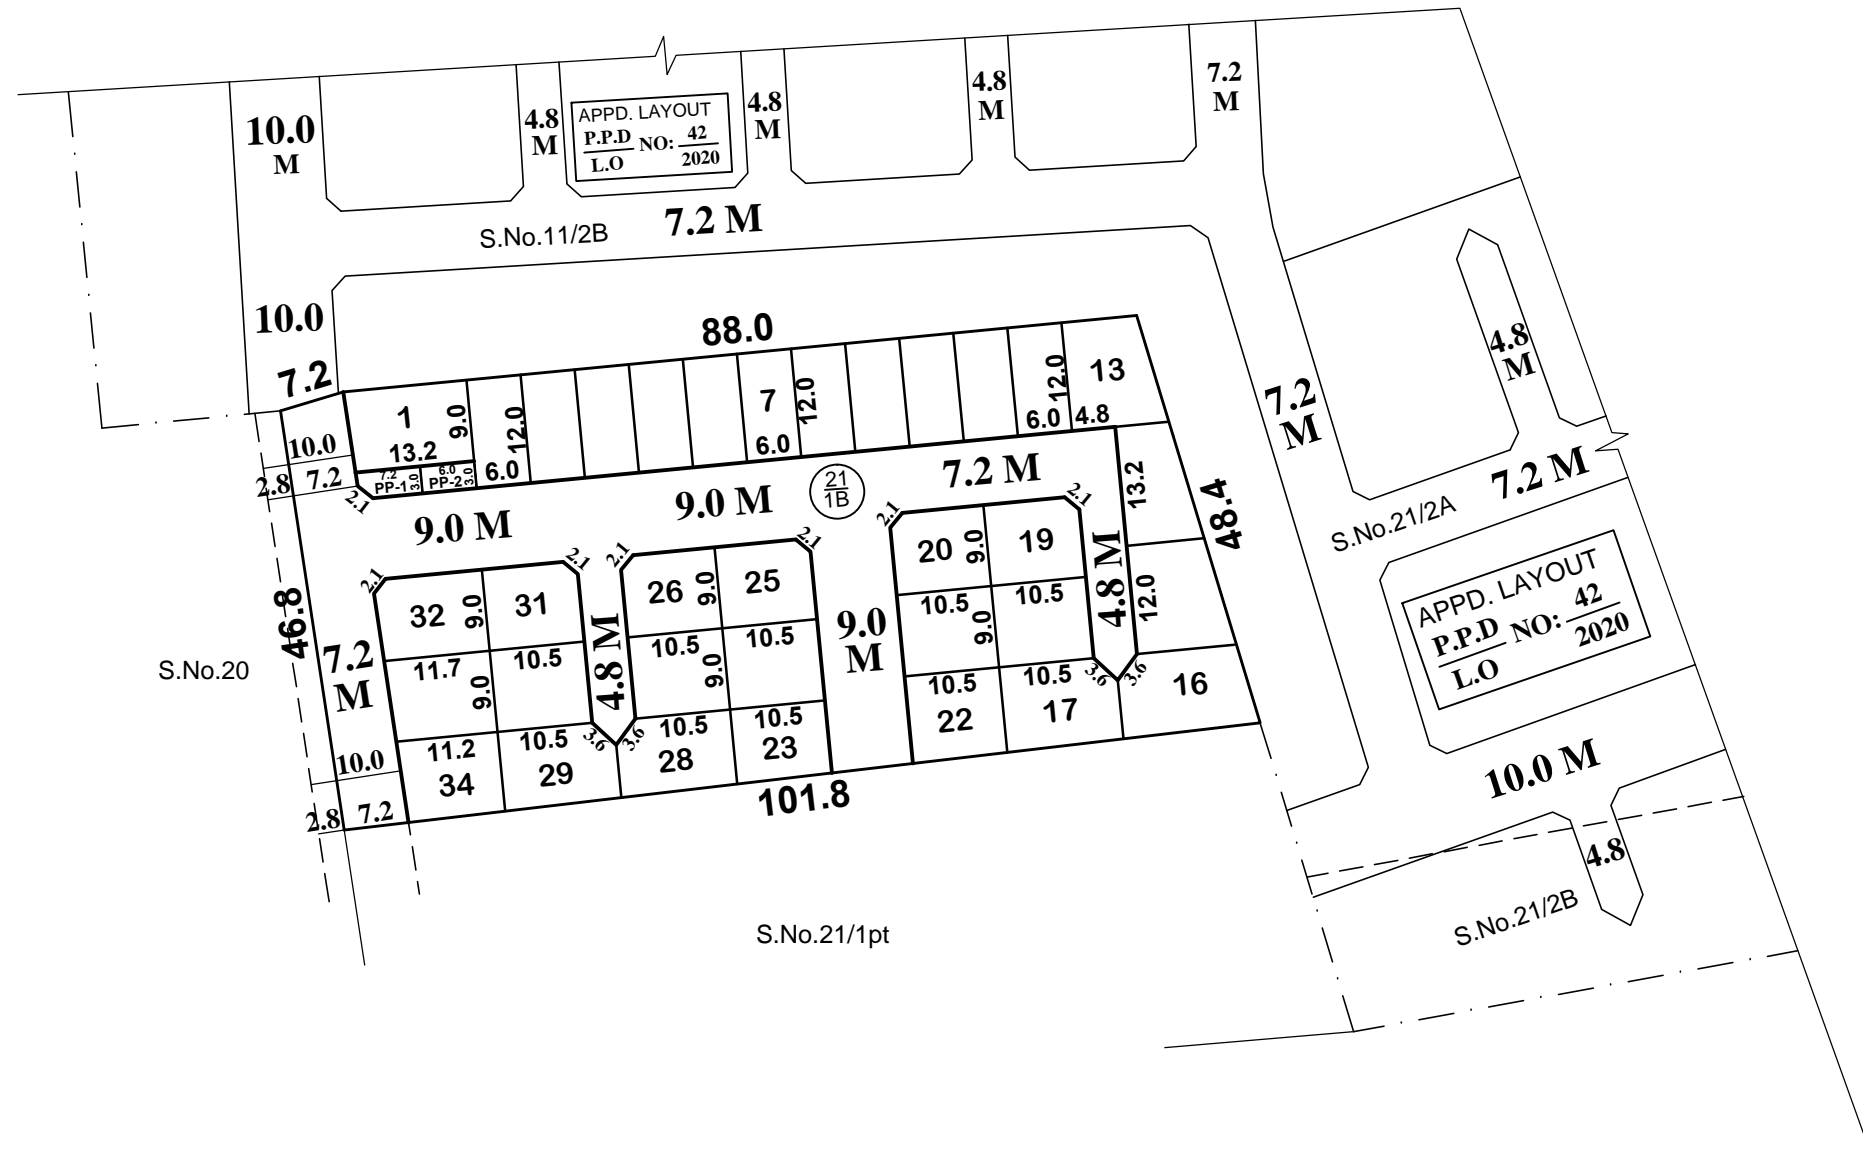 10.0
M
4.8
M
APPD. LAYOUT
P.P.D
L.O
NO:
42
2020
4.8
M
4.8
M
7.2
M
S.No.11/2B
7.2 M
10.0
7.2
88.0
4.8
M
7.2
M
1
9.0
13.2
12.0
6.0
7
12.0
6.0
12.0
6.0
13
4.8
10.0
7.2
2.8
7.2
PP-1
3.0
6.0
PP-2
3.0
2.1
9.0 M
9.0 M
21
1B
7.2 M
13.2
48.4
7.2 M
S.No.21/2A
2.1
2.1
2.1
2.1
2.1
2.1
32
9.0
31
26
9.0
25
20
9.0
19
46.8
11.7
10.5
9.0
4.8 M
10.5
10.5
9.0
9.0
M
10.5
10.5
9.0
4.8 M
12.0
S.No.20
7.2
M
11.2
10.5
34
29
3.6
3.6
10.5
10.5
28
23
10.5
10.5
22
17
3.6
3.6
16
10.0
2.8
7.2
101.8
APPD. LAYOUT
P.P.D
L.O
NO:
42
2020
10.0 M
4.8
S.No.21/2B
S.No.21/1pt